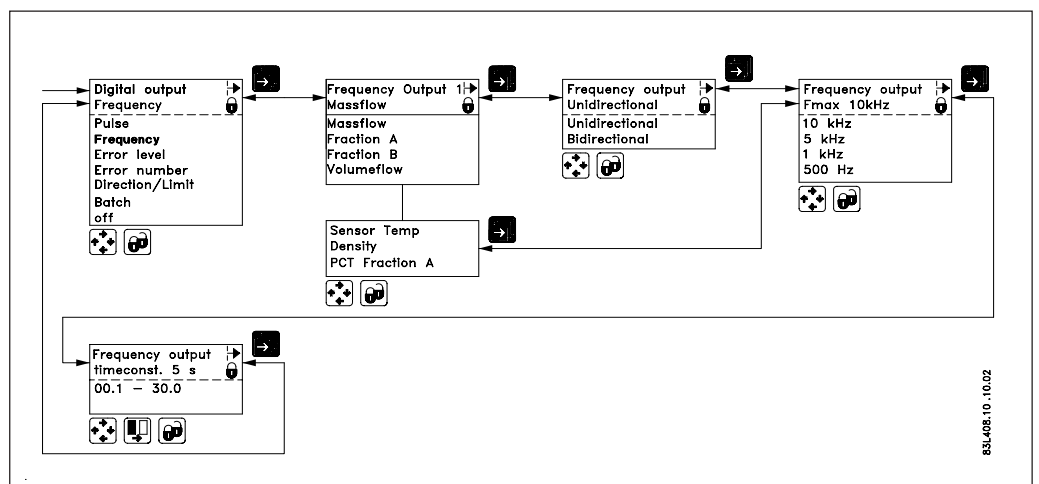 Digital output
Frequency
Pulse
Frequency
Error level
Error number
Direction/Limit
Batch
off
Frequency Output 1
Massflow
Massflow
Fraction A
Fraction B
Volumeflow
Sensor Temp
Density
PCT Fraction A
Frequency output
Unidirectional
Unidirectional
Bidirectional
Frequency output
Fmax 10kHz
10 kHz
5 kHz
1 kHz
500 Hz
Frequency output
timeconst. 5 s
00.1 – 30.0
83L408.10 .10.02